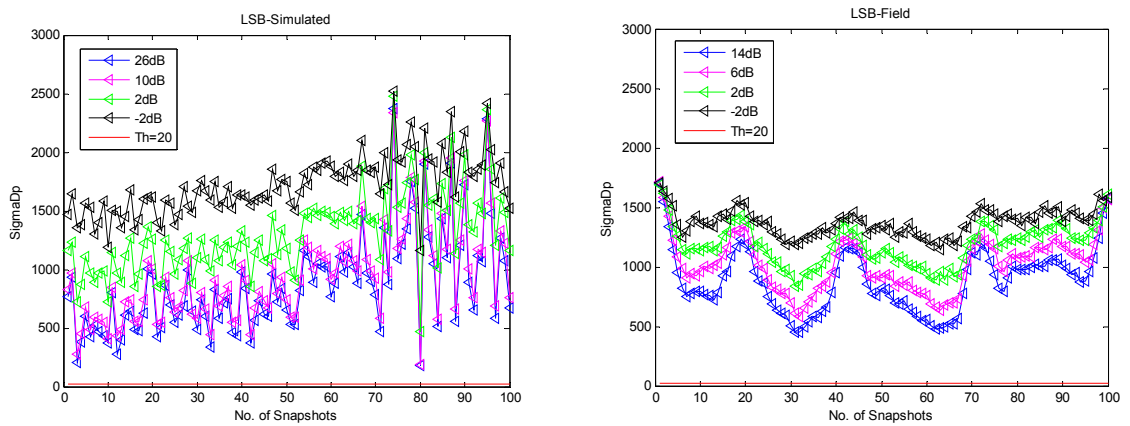 LSB-Simulated
3000
2500
2000
1500
1000
500
0
SigmaDp
26dB
10dB
2dB
-2dB
Th=20
0 10 20 30 40 50 60 70 80 90 100
No. of Snapshots
LSB-Field
3000
2500
2000
1500
1000
500
0
SigmaDp
14dB
6dB
2dB
-2dB
Th=20
0 10 20 30 40 50 60 70 80 90 100
No. of Snapshots